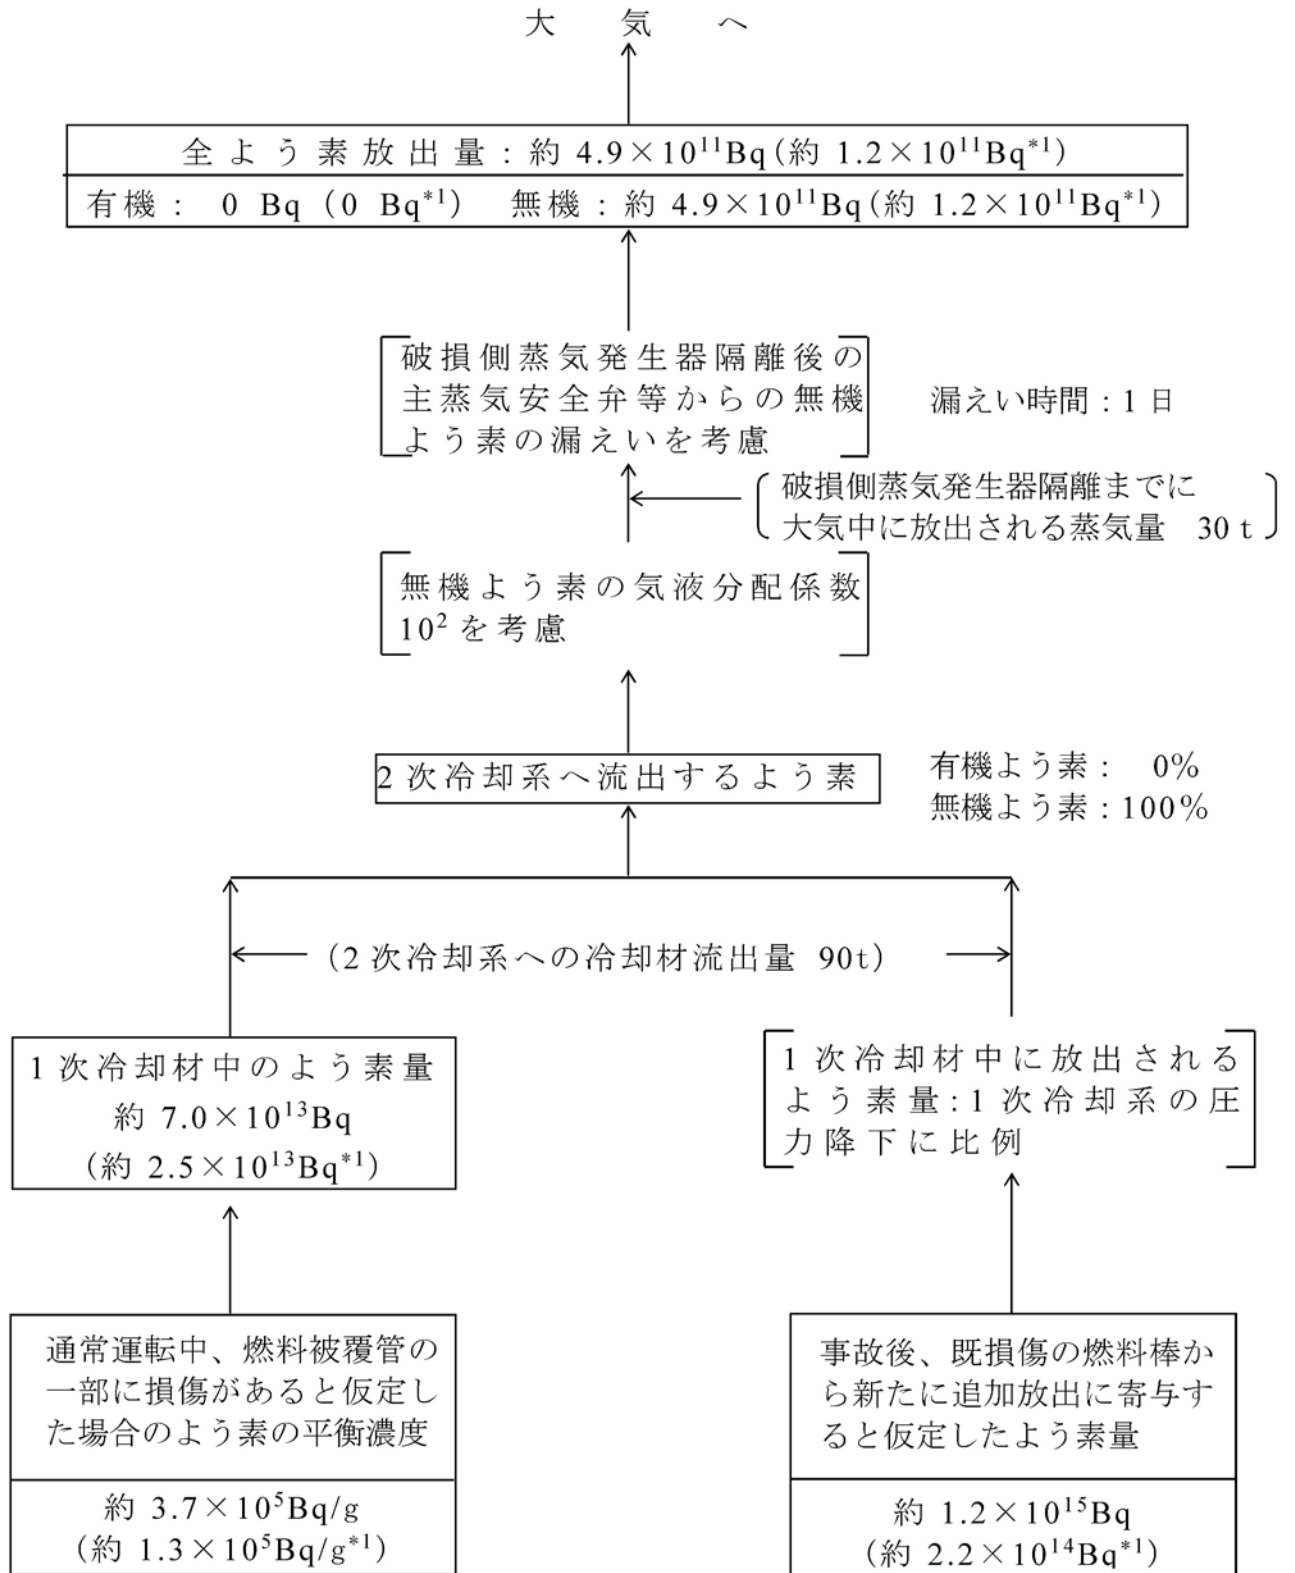 大 気 へ
全よう素放出量:約 4.9×10¹¹Bq(約 1.2×10¹¹Bq*¹)
有機: 0 Bq (0 Bq*¹) 無機:約 4.9×10¹¹Bq(約 1.2×10¹¹Bq*¹)
破損側蒸気発生器隔離後の
主蒸気安全弁等からの無機
よう素の漏えいを考慮
漏えい時間:1 日
破損側蒸気発生器隔離までに
大気中に放出される蒸気量 30 t
無機よう素の気液分配係数
10² を考慮
2 次冷却系へ流出するよう素
有機よう素: 0%
無機よう素:100%
(2 次冷却系への冷却材流出量 90t)
1 次冷却材中のよう素量
約 7.0×10¹³Bq
(約 2.5×10¹³Bq*¹)
1 次冷却材中に放出される
よう素量:1 次冷却系の圧
力降下に比例
通常運転中、燃料被覆管の
一部に損傷があると仮定し
た場合のよう素の平衡濃度
約 3.7×10⁵Bq/g
(約 1.3×10⁵Bq/g*¹)
事故後、既損傷の燃料棒か
ら新たに追加放出に寄与す
ると仮定したよう素量
約 1.2×10¹⁵Bq
(約 2.2×10¹⁴Bq*¹)